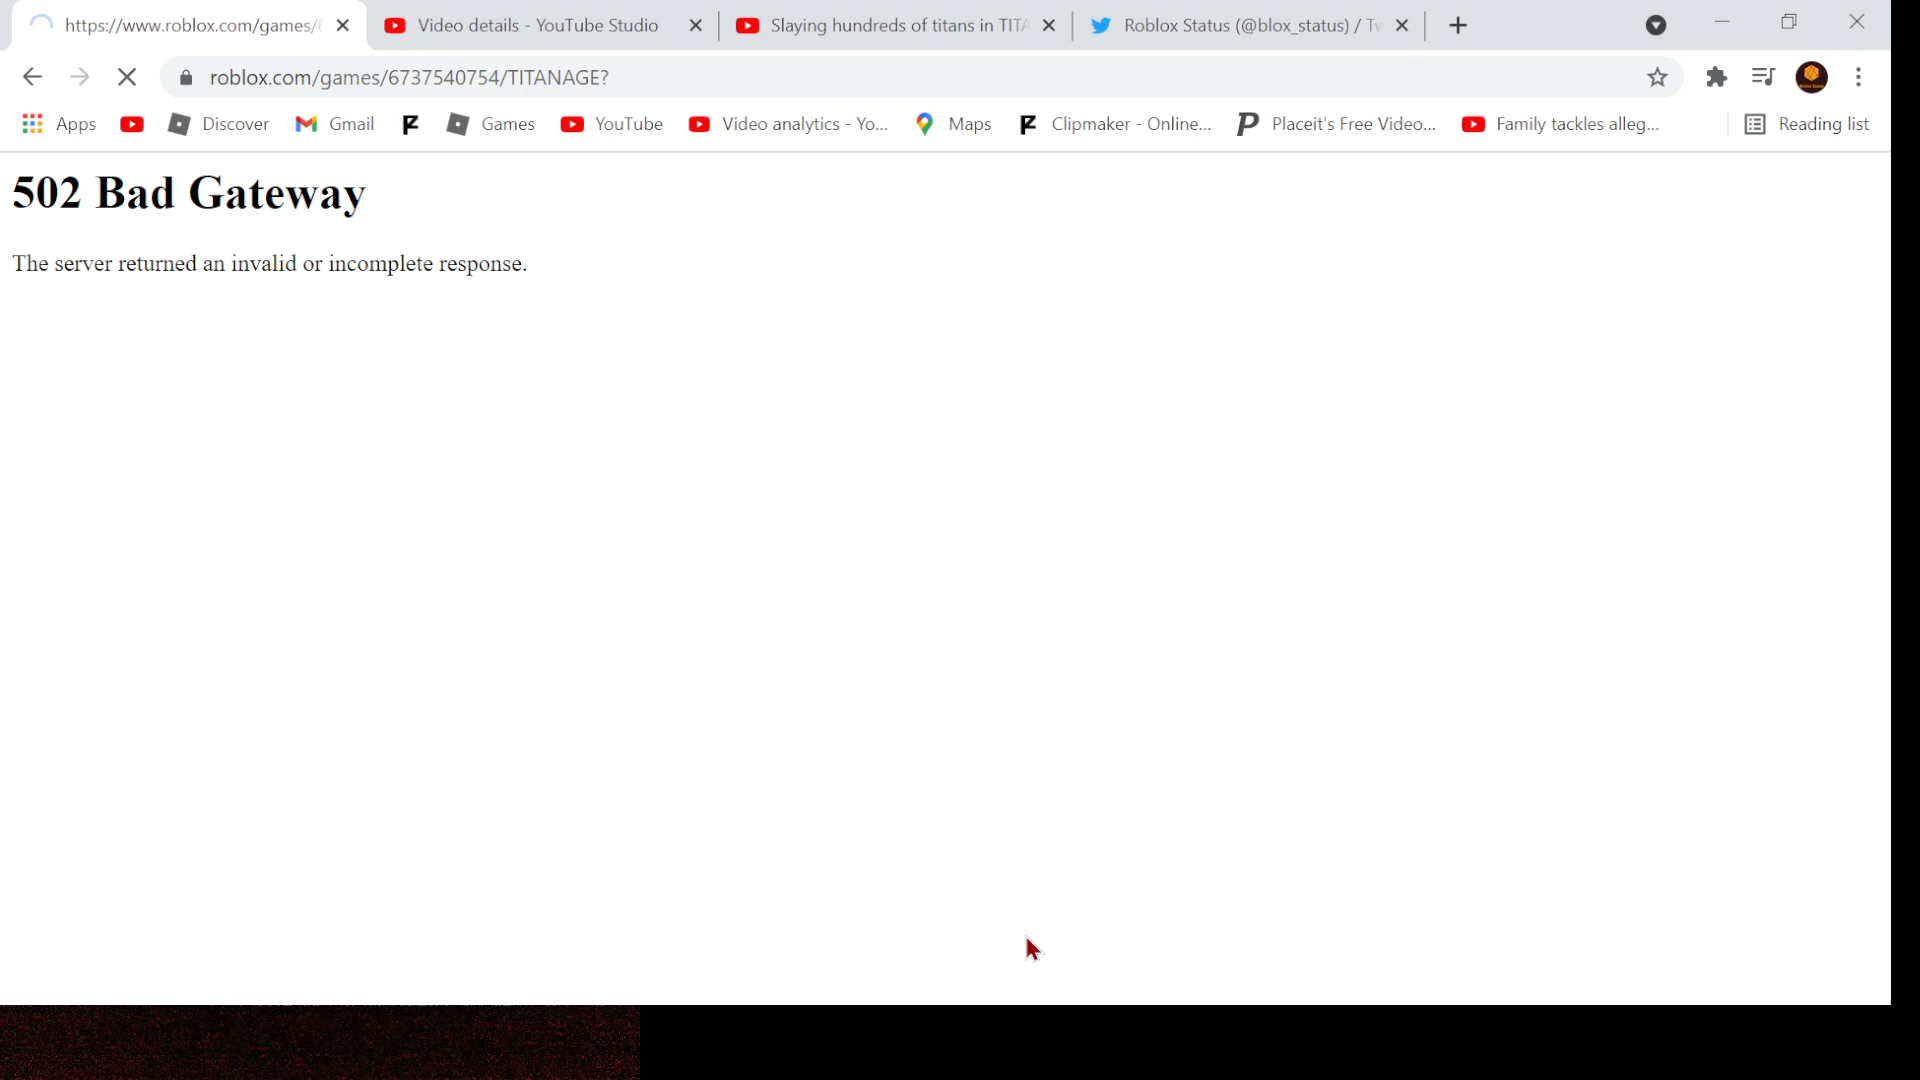 https://www.roblox.com/games/6
Video details - YouTube Studio
Slaying hundreds of titans in TITA
Roblox Status (@blox_status) / Tw
roblox.com/games/6737540754/TITANAGE?
Apps
Discover
Gmail
Games
YouTube
Video analytics - Yo...
Maps
Clipmaker - Online...
Placeit's Free Video...
Family tackles alleg...
Reading list
502 Bad Gateway
The server returned an invalid or incomplete response.